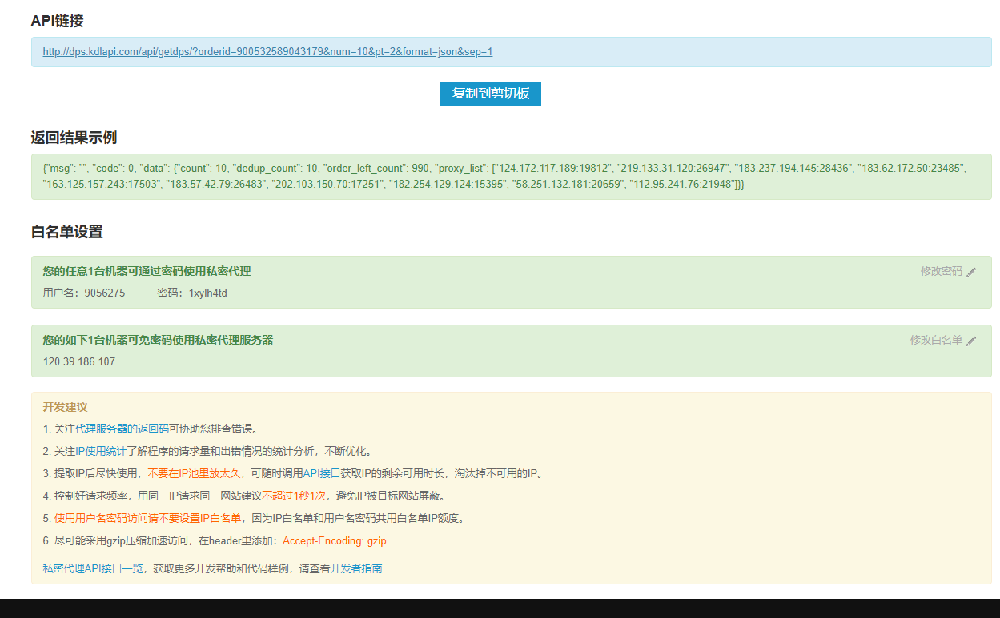 API链接
http://dps.kdlapi.com/api/getdps/?orderid=900532589043179&num=10&pt=2&format=json&sep=1
复制到剪切板
返回结果示例
{"msg": "", "code": 0, "data": {"count": 10, "dedup_count": 10, "order_left_count": 990, "proxy_list": ["124.172.117.189:19812", "219.133.31.120:26947", "183.237.194.145:28436", "183.62.172.50:23485",
"163.125.157.243:17503", "183.57.42.79:26483", "202.103.150.70:17251", "182.254.129.124:15395", "58.251.132.181:20659", "112.95.241.76:21948"]}}
白名单设置
您的任意1台机器可通过密码使用私密代理 修改密码
用户名：9056275 密码：1xylh4td
您的如下1台机器可免密码使用私密代理服务器 修改白名单
120.39.186.107
开发建议
1. 关注代理服务器的返回码可协助您排查错误。
2. 关注IP使用统计了解程序的请求量和出错情况的统计分析，不断优化。
3. 提取IP后尽快使用，不要在IP池里放太久，可随时调用API接口获取IP的剩余可用时长，淘汰掉不可用的IP。
4. 控制好请求频率，用同一IP请求同一网站建议不超过1秒1次，避免IP被目标网站屏蔽。
5. 使用用户名密码访问请不要设置IP白名单，因为IP白名单和用户名密码共用白名单IP额度。
6. 尽可能采用gzip压缩加速访问，在header里添加：Accept-Encoding: gzip
私密代理API接口一览，获取更多开发帮助和代码样例，请查看开发者指南